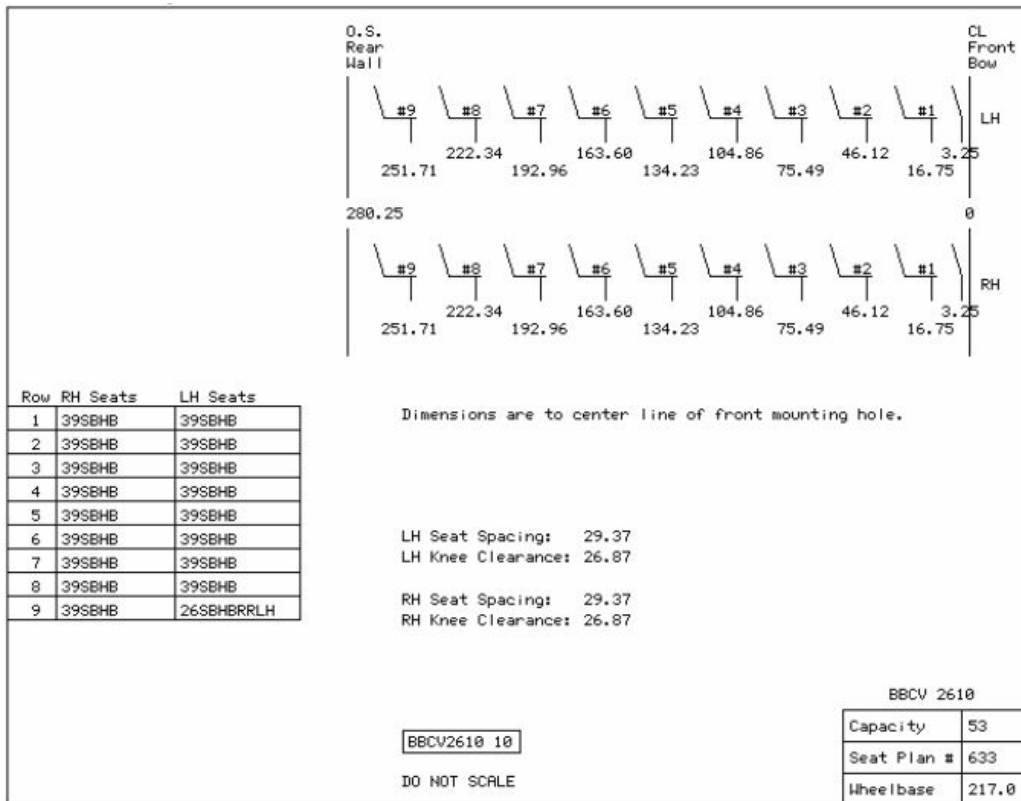 O.S. Rear Wall
CL Front Bow
#9 #8 #7 #6 #5 #4 #3 #2 #1 LH
222.34 163.60 104.86 46.12 3.25
251.71 192.96 134.23 75.49 16.75
280.25 0
#9 #8 #7 #6 #5 #4 #3 #2 #1 RH
222.34 163.60 104.86 46.12 3.25
251.71 192.96 134.23 75.49 16.75
Row RH Seats LH Seats
1 39SBHB 39SBHB
2 39SBHB 39SBHB
3 39SBHB 39SBHB
4 39SBHB 39SBHB
5 39SBHB 39SBHB
6 39SBHB 39SBHB
7 39SBHB 39SBHB
8 39SBHB 39SBHB
9 39SBHB 26SBHBRRLH
Dimensions are to center line of front mounting hole.
LH Seat Spacing: 29.37
LH Knee Clearance: 26.87
RH Seat Spacing: 29.37
RH Knee Clearance: 26.87
BBCV2610 10
DO NOT SCALE
BBCV 2610
Capacity 53
Seat Plan # 633
Wheelbase 217.0